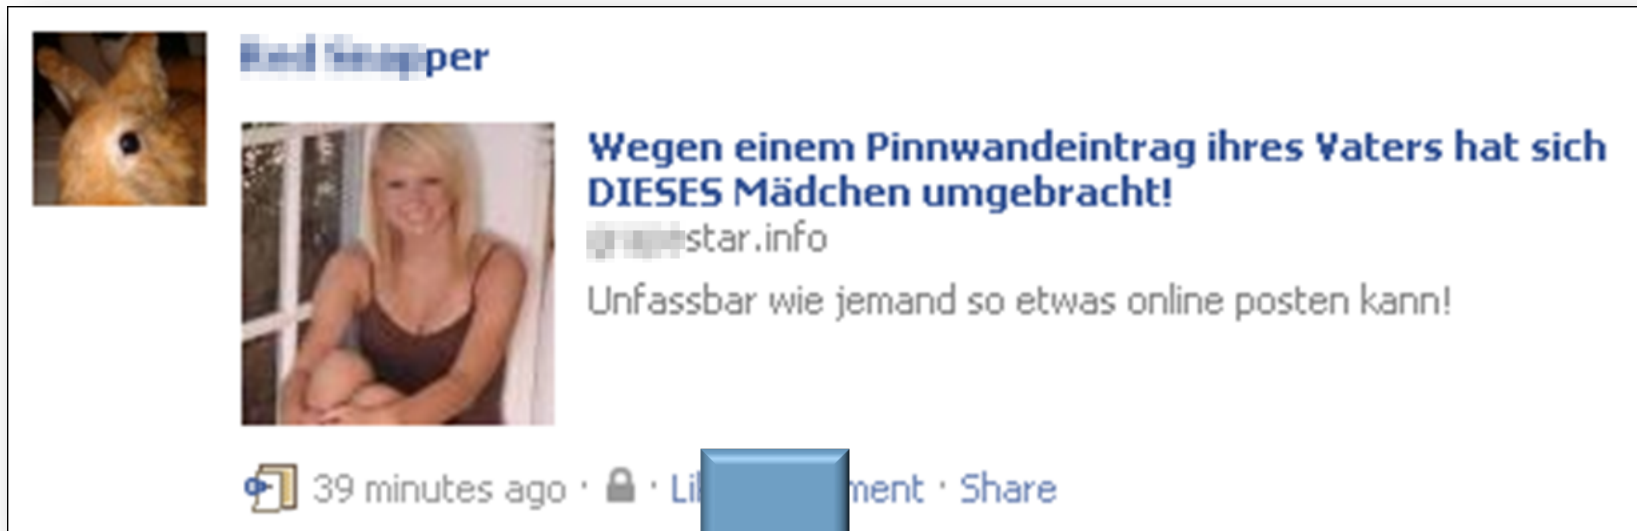 per
Wegen einem Pinnwandeintrag ihres Vaters hat sich
DIESES Mädchen umgebracht!
star.info
Unfassbar wie jemand so etwas online posten kann!
39 minutes ago · · Li ment · Share